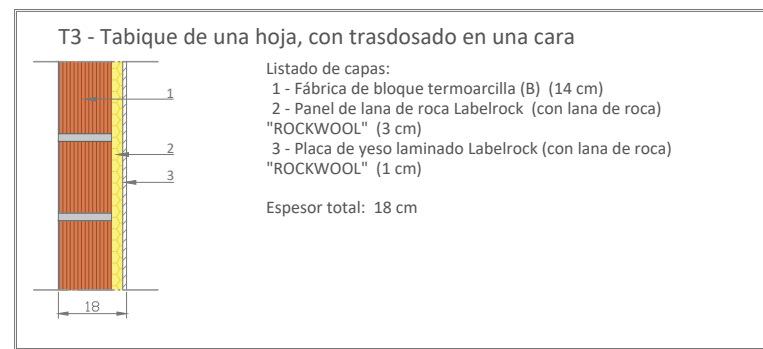 T3 - Tabique de una hoja, con trasdosado en una cara
Listado de capas:
1 - Fábrica de bloque termoarcilla (B) (14 cm)
2 - Panel de lana de roca Labelrock (con lana de roca)
"ROCKWOOL" (3 cm)
3 - Placa de yeso laminado Labelrock (con lana de roca)
"ROCKWOOL" (1 cm)
Espesor total: 18 cm
1
2
3
18